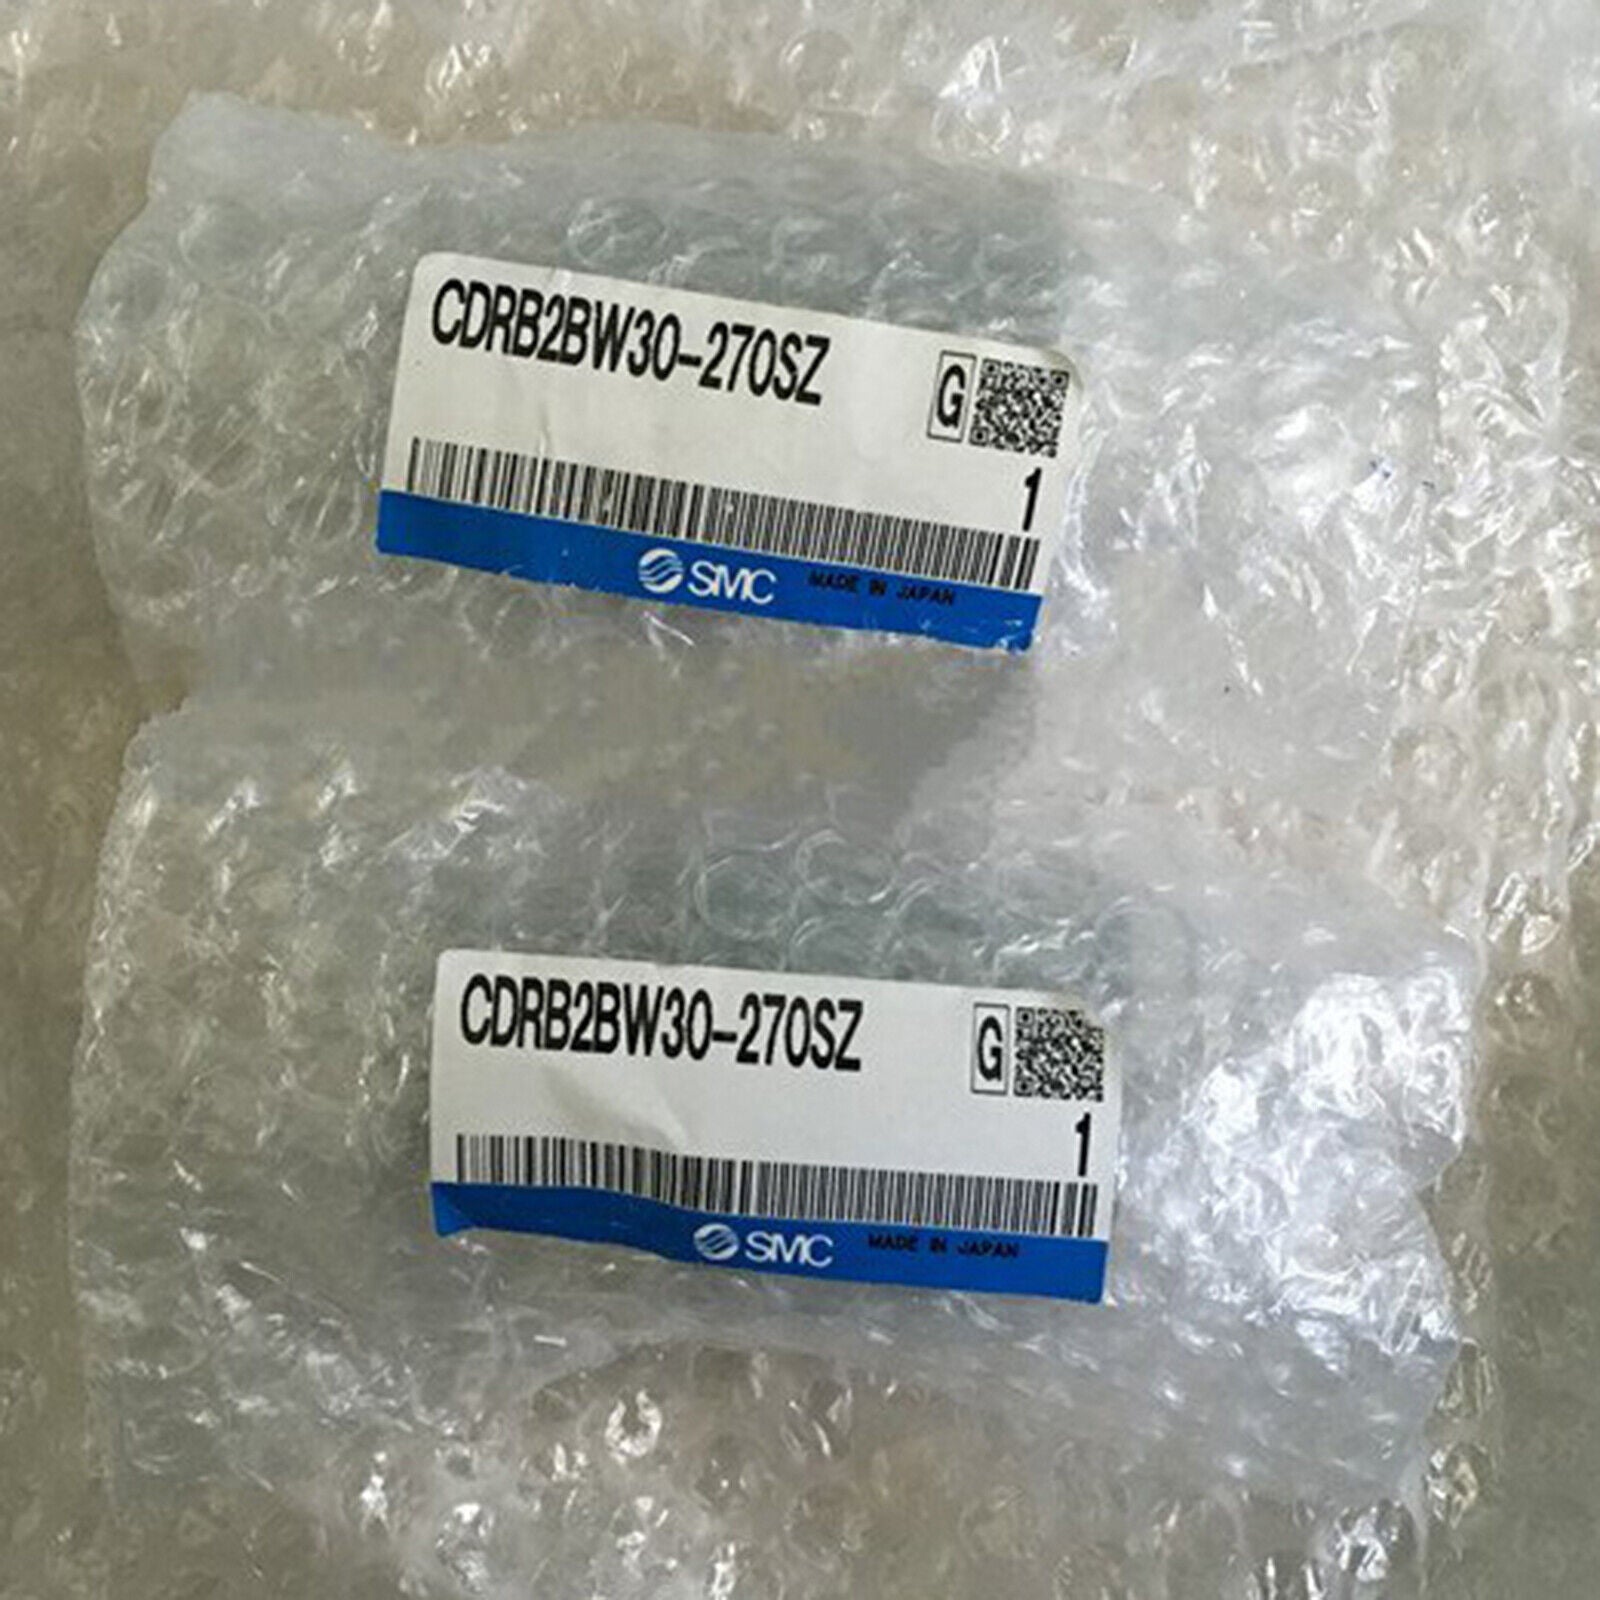 CDRB2BW30-270SZ
G
1
SMC MADE IN JAPAN
CDRB2BW30-270SZ
G
1
SMC MADE IN JAPAN